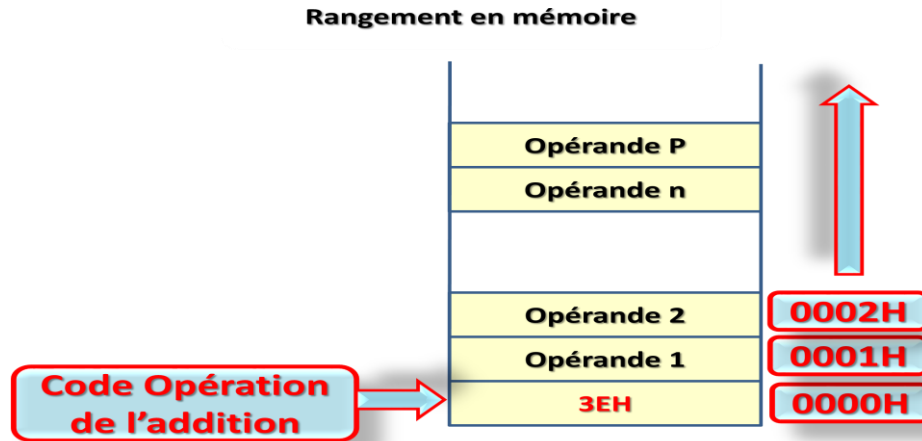 Rangement en mémoire
Opérande P
Opérande n
Opérande 2
0002H
Opérande 1
0001H
Code Opération
de l'addition
3EH
0000H